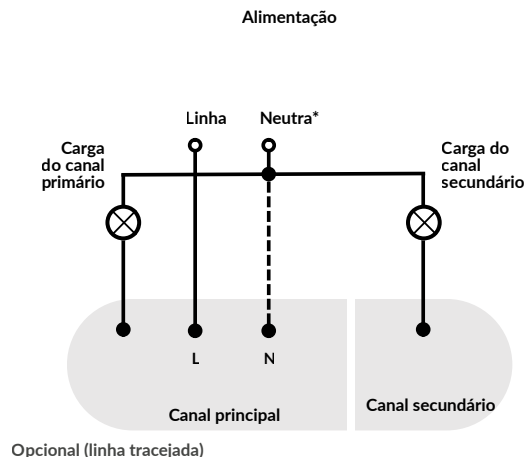 Alimentação
Linha
Neutra*
Carga
do canal
primário
Carga do
canal
secundário
L
N
Canal principal
Canal secundário
Opcional (linha tracejada)